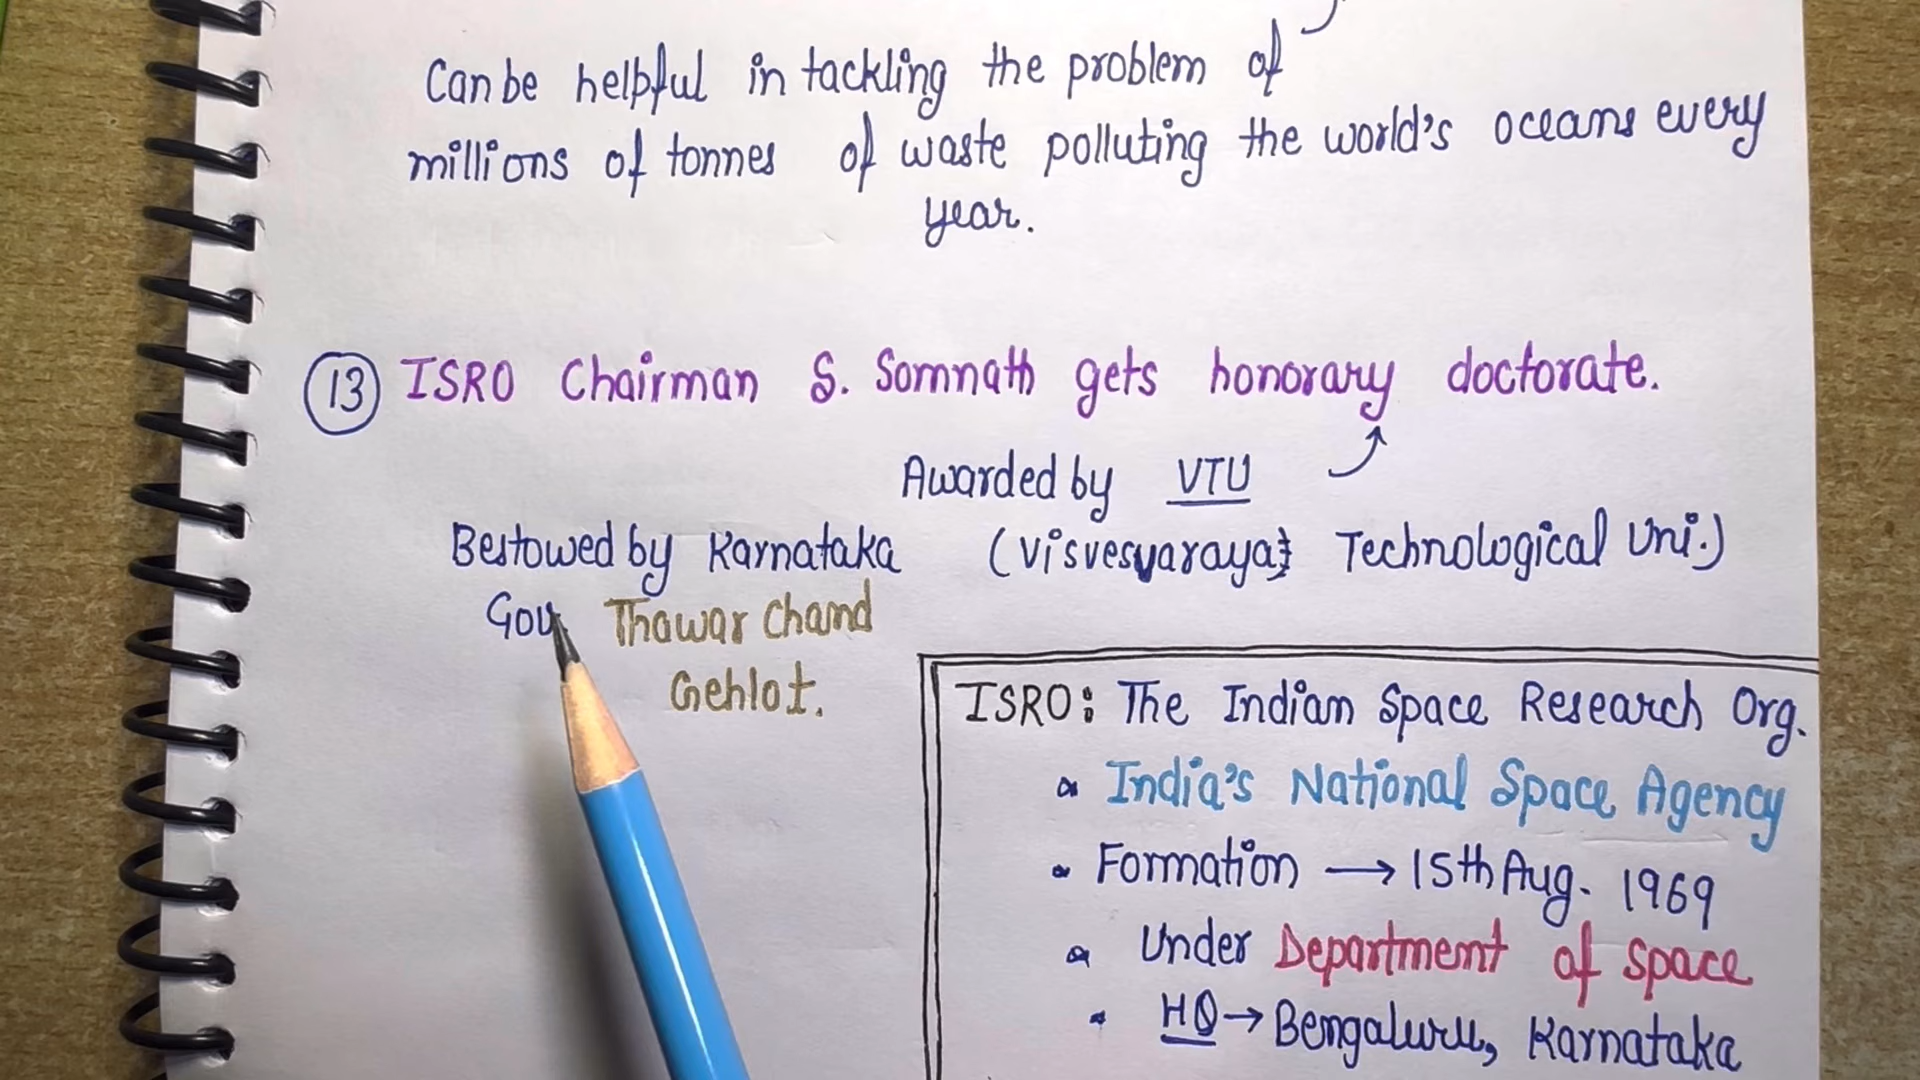 Can be helpful in tackling the problem of
millions of tonnes of waste polluting the world's oceans every
year.
13 ISRO Chairman S. Somnath gets honorary doctorate.
Awarded by VTU
(Visvesvaraya Technological Uni.)
Bestowed by Karnataka
Gov. Thawar Chand
Gehlot.
ISRO: The Indian Space Research Org.
• India's National Space Agency
• Formation → 15th Aug. 1969
• Under Department of Space
• HQ → Bengaluru, Karnataka